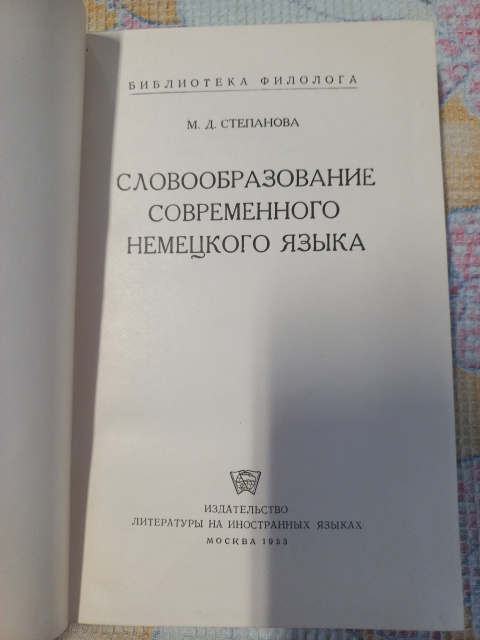 БИБЛИОТЕКА ФИЛОЛОГА
М. Д. СТЕПАНОВА
СЛОВООБРАЗОВАНИЕ
СОВРЕМЕННОГО
НЕМЕЦКОГО ЯЗЫКА
ИЗДАТЕЛЬСТВО
ЛИТЕРАТУРЫ НА ИНОСТРАННЫХ ЯЗЫКАХ
МОСКВА 1953